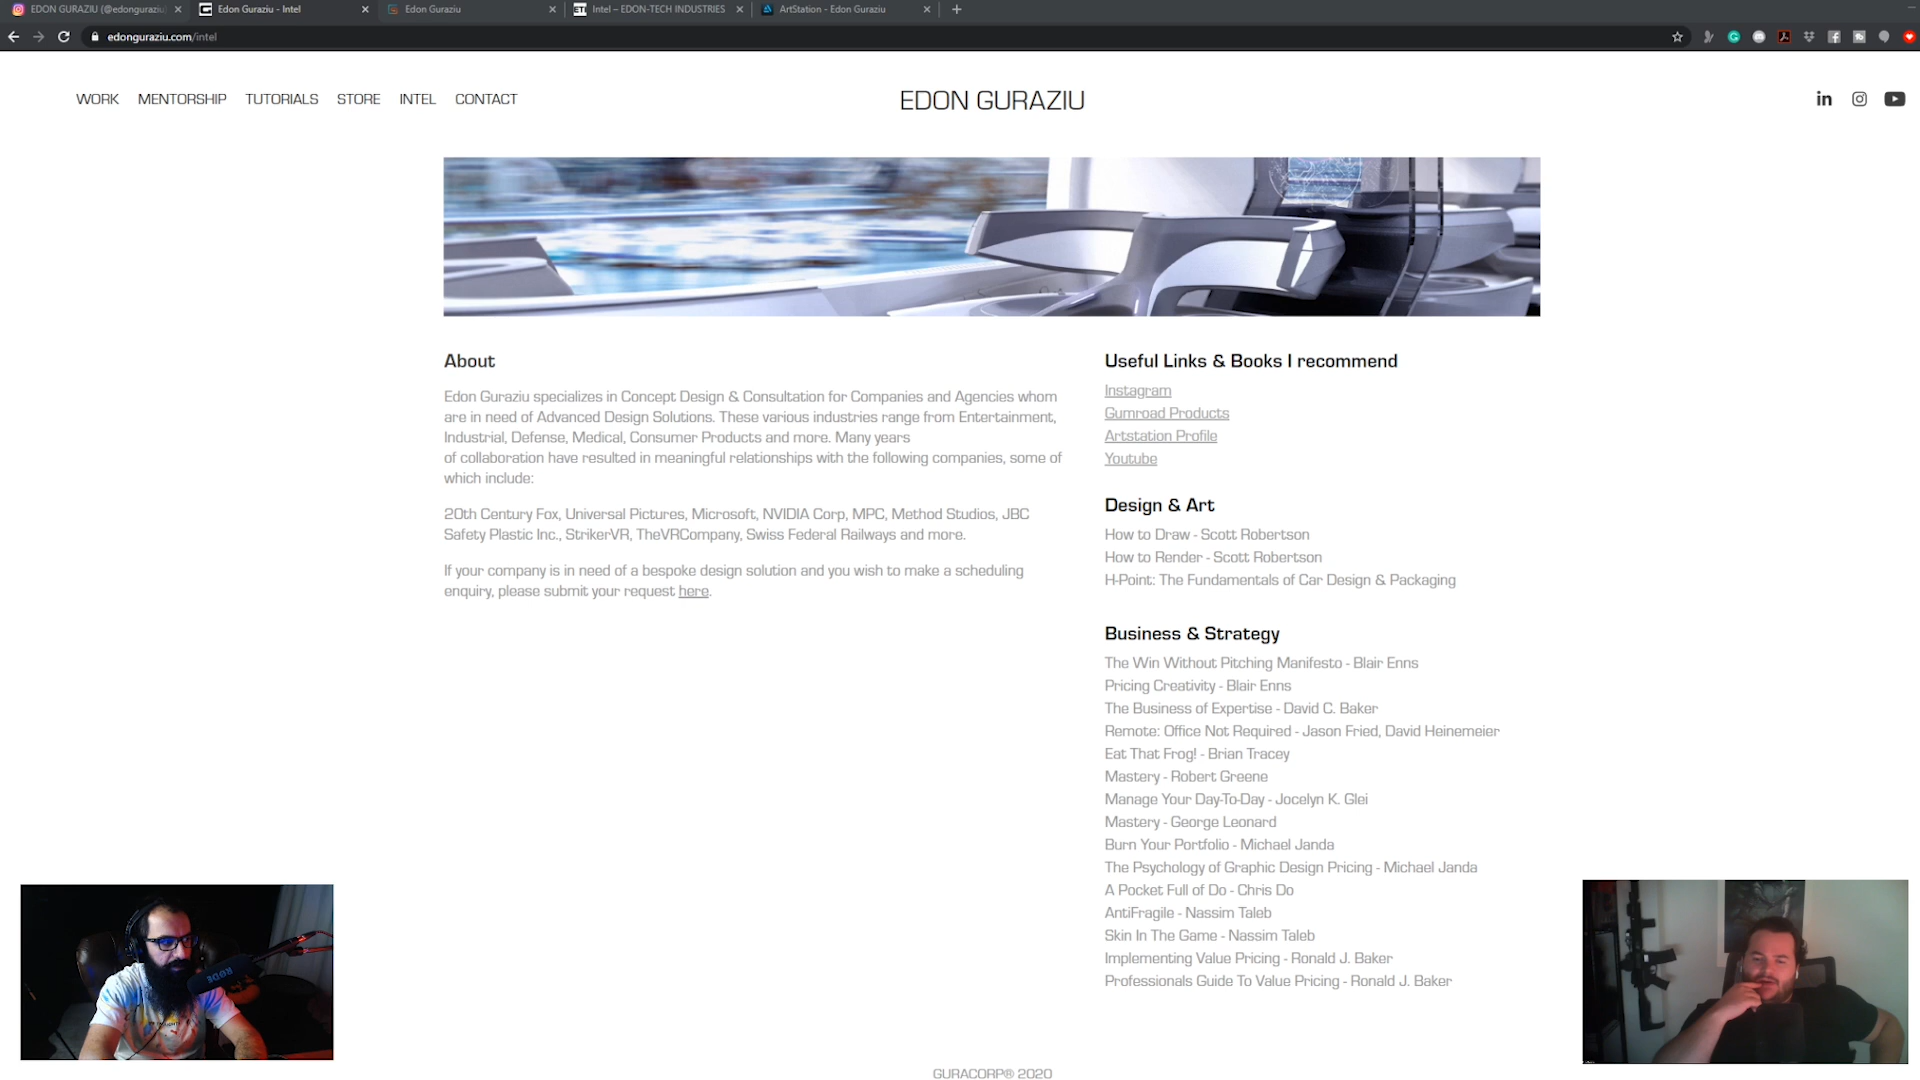 EDON GURAZIU (@edonguraziu)
Edon Guraziu - Intel
Edon Guraziu
Intel – EDON-TECH INDUSTRIES
ArtStation - Edon Guraziu
edonguraziu.com/intel
WORK MENTORSHIP TUTORIALS STORE INTEL CONTACT
EDON GURAZIU
About
Edon Guraziu specializes in Concept Design & Consultation for Companies and Agencies whom
are in need of Advanced Design Solutions. These various industries range from Entertainment,
Industrial, Defense, Medical, Consumer Products and more. Many years
of collaboration have resulted in meaningful relationships with the following companies, some of
which include:
20th Century Fox, Universal Pictures, Microsoft, NVIDIA Corp, MPC, Method Studios, JBC
Safety Plastic Inc., StrikerVR, TheVRCompany, Swiss Federal Railways and more.
If your company is in need of a bespoke design solution and you wish to make a scheduling
enquiry, please submit your request here.
Useful Links & Books I recommend
Instagram
Gumroad Products
Artstation Profile
Youtube
Design & Art
How to Draw - Scott Robertson
How to Render - Scott Robertson
H-Point: The Fundamentals of Car Design & Packaging
Business & Strategy
The Win Without Pitching Manifesto - Blair Enns
Pricing Creativity - Blair Enns
The Business of Expertise - David C. Baker
Remote: Office Not Required - Jason Fried, David Heinemeier
Eat That Frog! - Brian Tracey
Mastery - Robert Greene
Manage Your Day-To-Day - Jocelyn K. Glei
Mastery - George Leonard
Burn Your Portfolio - Michael Janda
The Psychology of Graphic Design Pricing - Michael Janda
A Pocket Full of Do - Chris Do
AntiFragile - Nassim Taleb
Skin In The Game - Nassim Taleb
Implementing Value Pricing - Ronald J. Baker
Professionals Guide To Value Pricing - Ronald J. Baker
RØDE
GURACORP® 2020